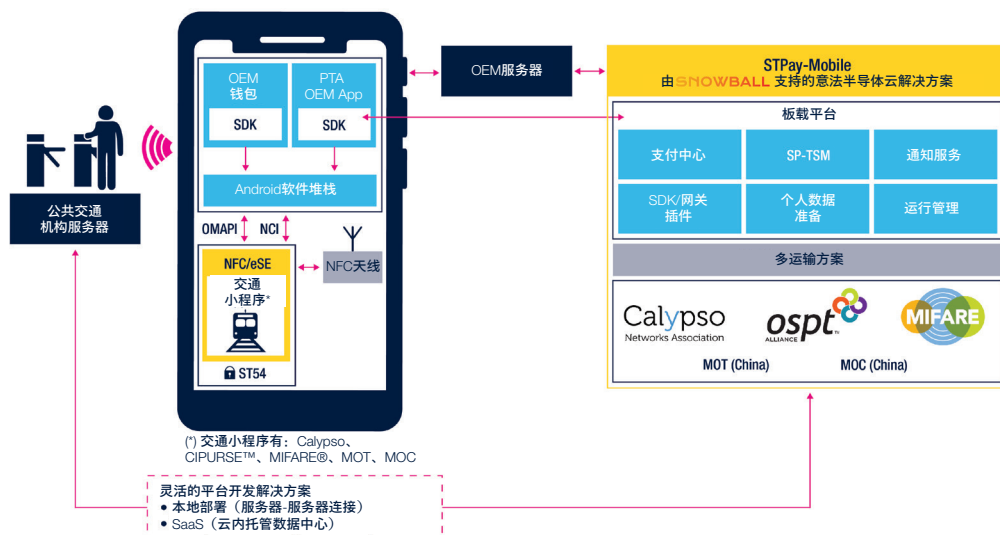 OEM
钱包
SDK
PTA
OEM App
SDK
Android软件堆栈
OMAPI
NCI
NFC/eSE
交通
小程序*
ST54
NFC天线
公共交通
机构服务器
OEM服务器
STPay-Mobile
由SNOWBALL 支持的意法半导体云解决方案
板载平台
支付中心
SP-TSM
通知服务
SDK/网关
插件
个人数据
准备
运行管理
多运输方案
Calypso
Networks Association
ospt
ALLIANCE
TM
MIFARE
MOT (China)
MOC (China)
(*) 交通小程序有：Calypso、
CIPURSE™、MIFARE®、MOT、MOC
灵活的平台开发解决方案
• 本地部署（服务器-服务器连接）
• SaaS（云内托管数据中心）